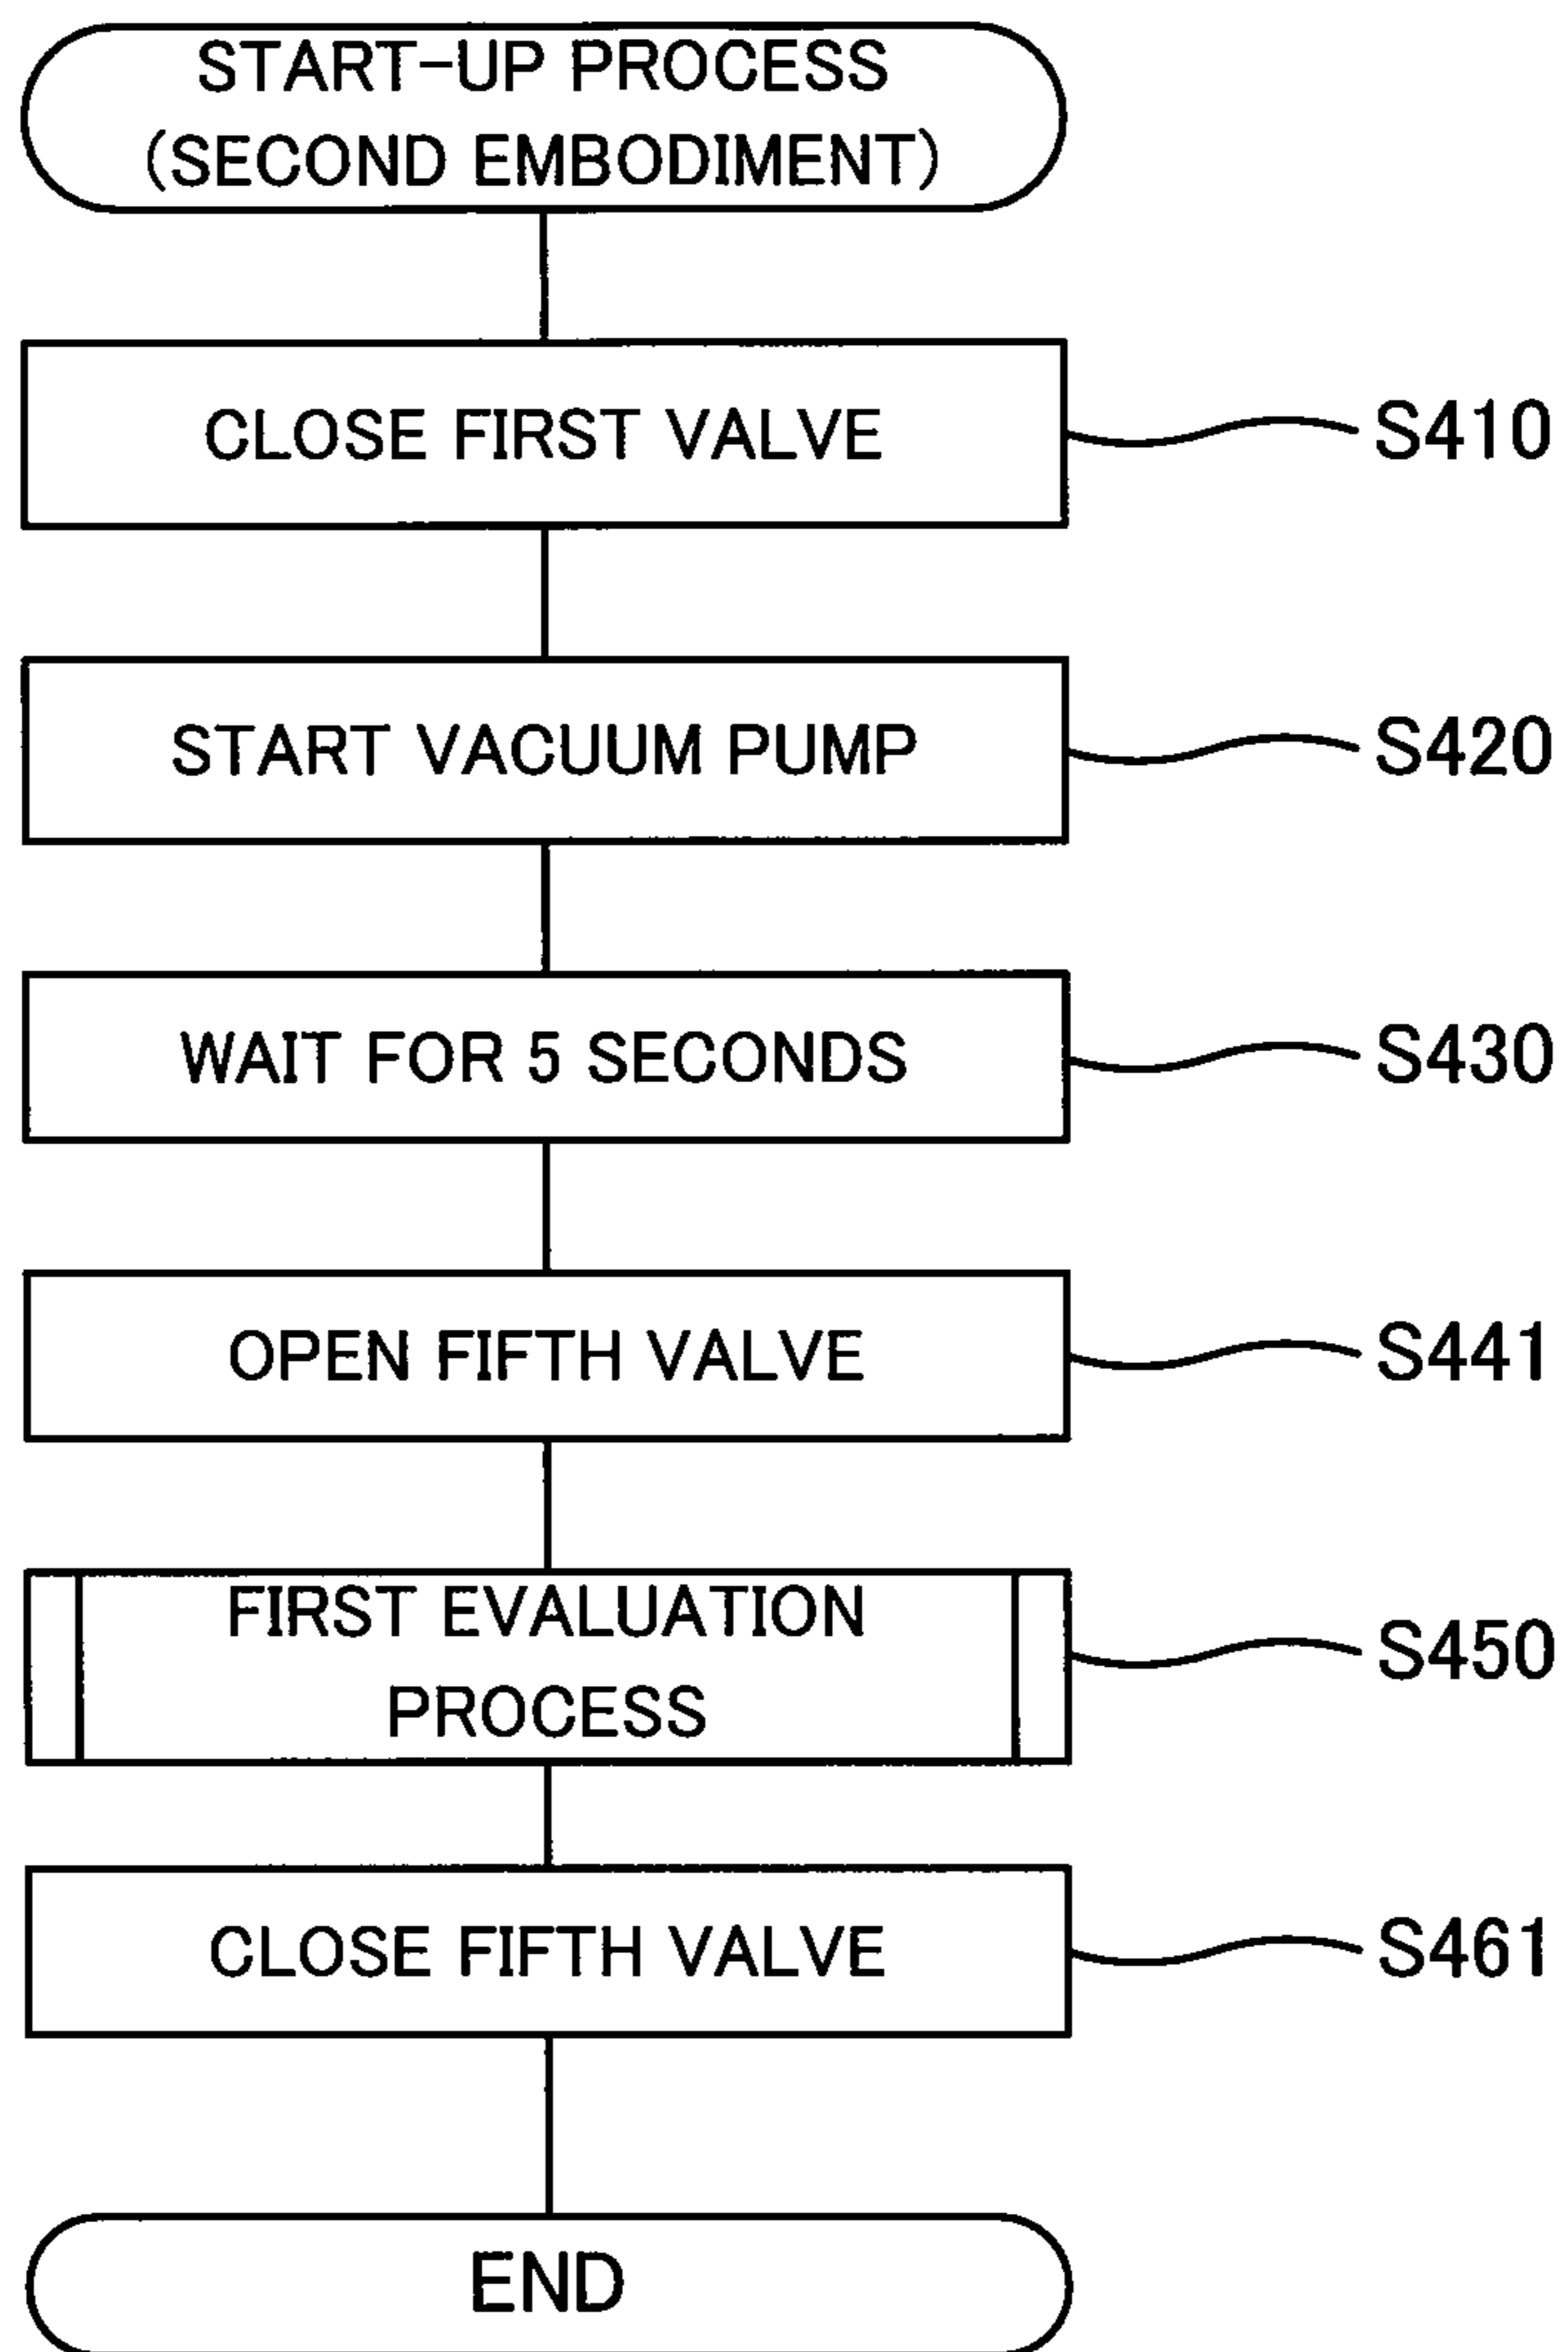 START-UP PROCESS
(SECOND EMBODIMENT)
CLOSE FIRST VALVE
S410
START VACUUM PUMP
S420
WAIT FOR 5 SECONDS
S430
OPEN FIFTH VALVE
S441
FIRST EVALUATION
PROCESS
S450
CLOSE FIFTH VALVE
S461
END